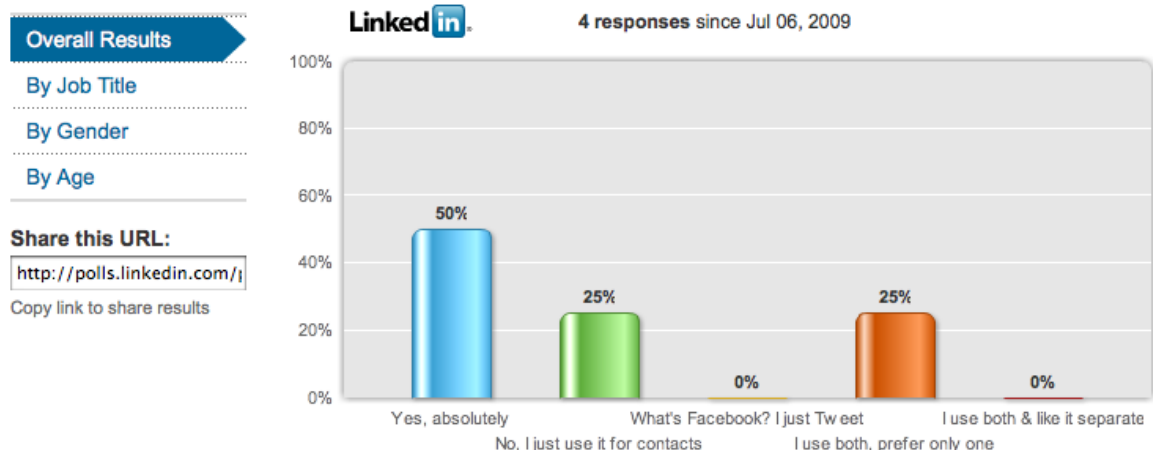 Overall Results
By Job Title
By Gender
By Age
Share this URL:
http://polls.linkedin.com/
Copy link to share results
Linked in.
4 responses since Jul 06, 2009
100%
80%
60%
40%
20%
0%
50%
25%
0%
25%
0%
Yes, absolutely
No, I just use it for contacts
What's Facebook? I just Tweet
I use both, prefer only one
I use both & like it separate